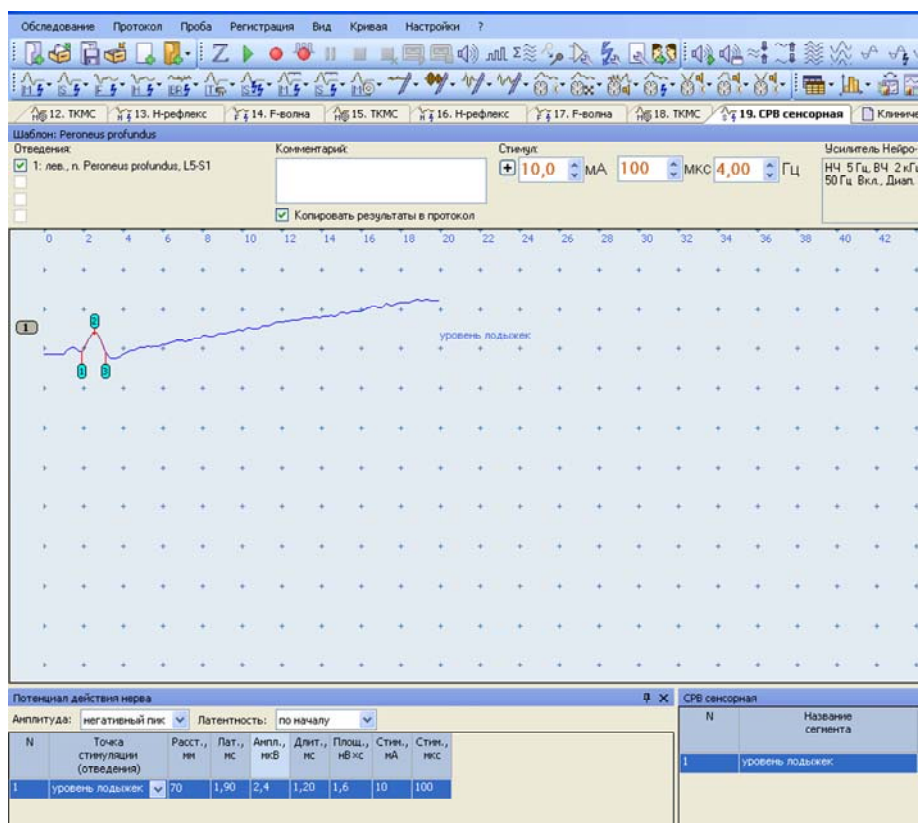 Обследование Протокол Проба Регистрация Вид Кривая Настройки ?
12. ТКМС 13. Н-рефлекс 14. F-волна 15. ТКМС 16. Н-рефлекс 17. F-волна 18. ТКМС 19. СРВ сенсорная Клиниче
Шаблон: Peroneus profundus
Отведения: Комментарий: Стимул: Усилитель Нейро-
1: лев., n. Peroneus profundus, L5-S1 10,0 мА 100 мкс 4,00 Гц НЧ 5 Гц, ВЧ 2 кГц
50 Гц Вкл., Диап.
Копировать результаты в протокол
0 2 4 6 8 10 12 14 16 18 20 22 24 26 28 30 32 34 36 38 40 42
1
2
уровень лодыжек
1 3
Потенциал действия нерва СРВ сенсорная
Амплитуда: негативный пик Латентность: по началу
N Точка стимуляции (отведения) Расст., мм Лат., мс Ампл., мкВ Длит., мс Площ., нВ×с Стим., мА Стим., мкс N Название сегмента
1 уровень лодыжек 70 1,90 2,4 1,20 1,6 10 100 1 уровень лодыжек